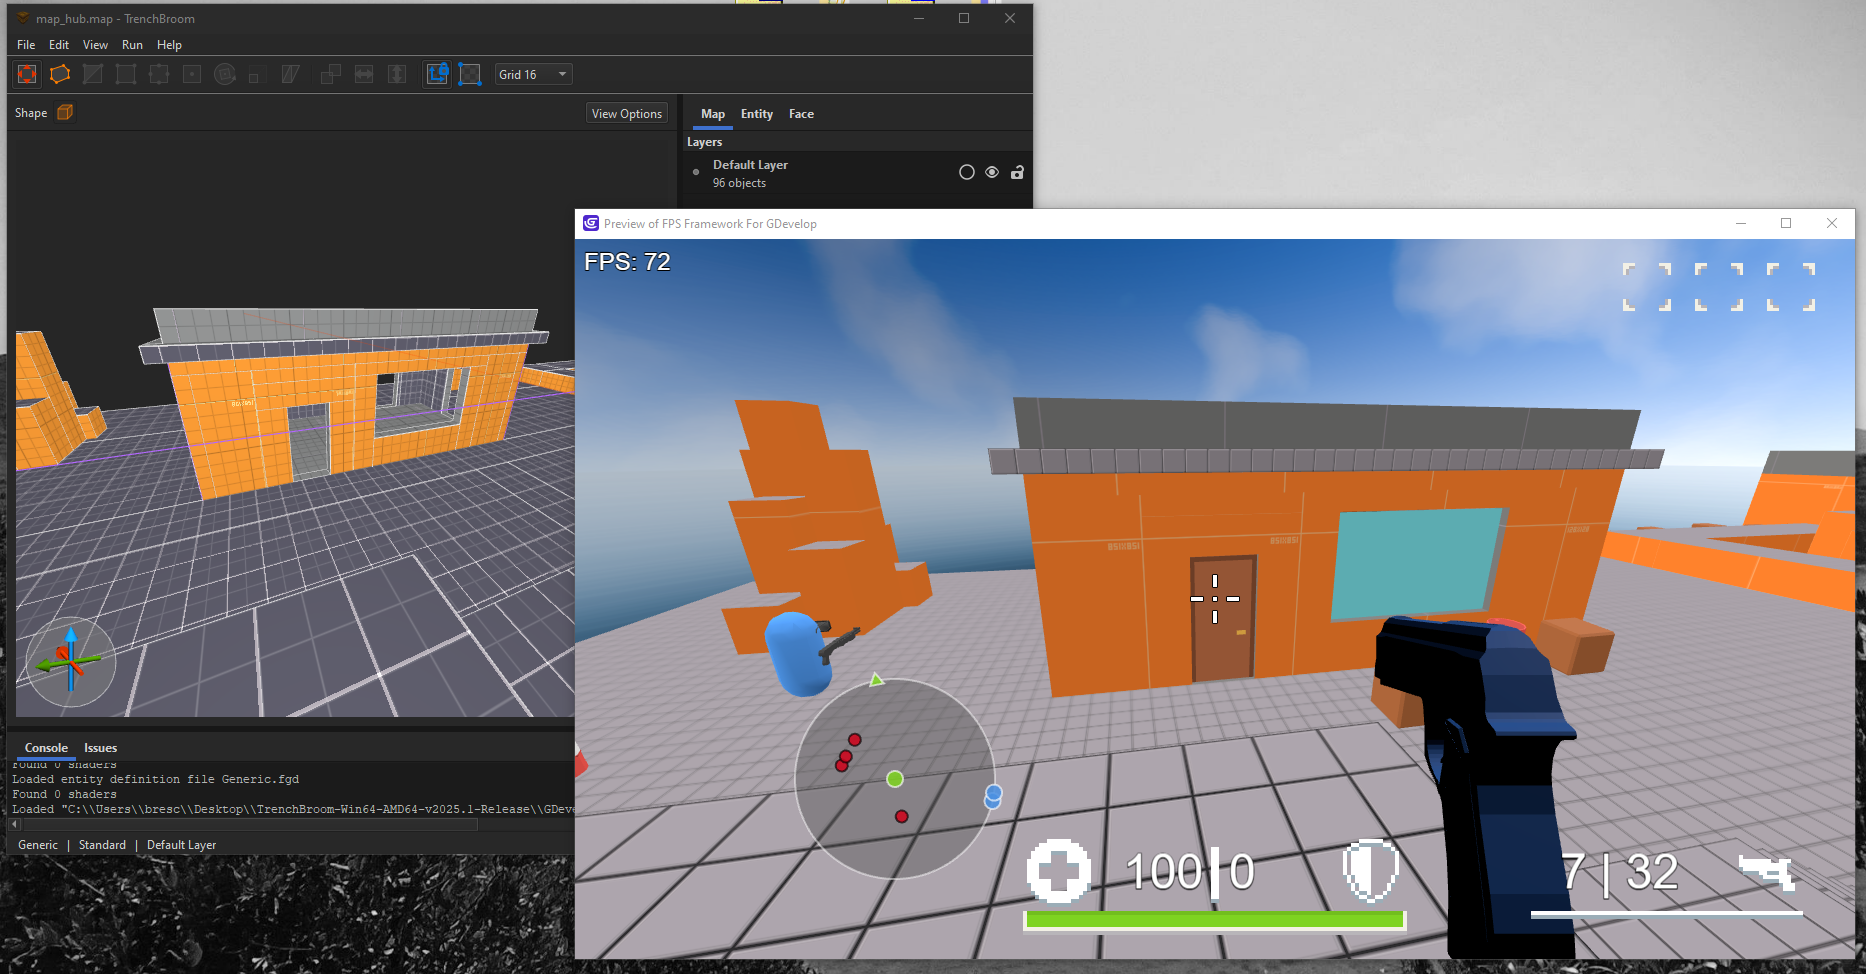 map_hub.map - TrenchBroom
File Edit View Run Help
Grid 16
Shape
View Options
Map Entity Face
Layers
Default Layer
96 objects
Preview of FPS Framework For GDevelop
FPS: 72
Console Issues
Found 0 shaders
Loaded entity definition file Generic.fgd
Found 0 shaders
Loaded "C:\\Users\\bresc\\Desktop\\TrenchBroom-Win64-AMD64-v2025.1-Release\\GDeve
Generic | Standard | Default Layer
100|0
7 | 32